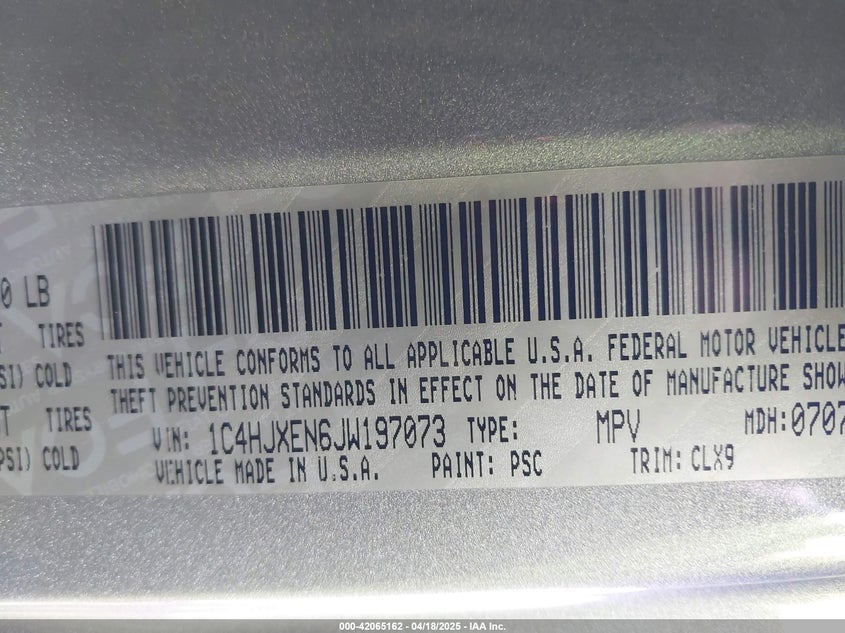 0 LB
T TIRES
SI) COLD
T TIRES
PSI) COLD
THIS VEHICLE CONFORMS TO ALL APPLICABLE U.S.A. FEDERAL MOTOR VEHICLE
THEFT PREVENTION STANDARDS IN EFFECT ON THE DATE OF MANUFACTURE SHOW
VIN: 1C4HJXEN6JW197073 TYPE: MPV MDH: 0707
VEHICLE MADE IN U.S.A. PAINT: PSC TRIM: CLX9
000-42065162 - 04/18/2025 - IAA Inc.